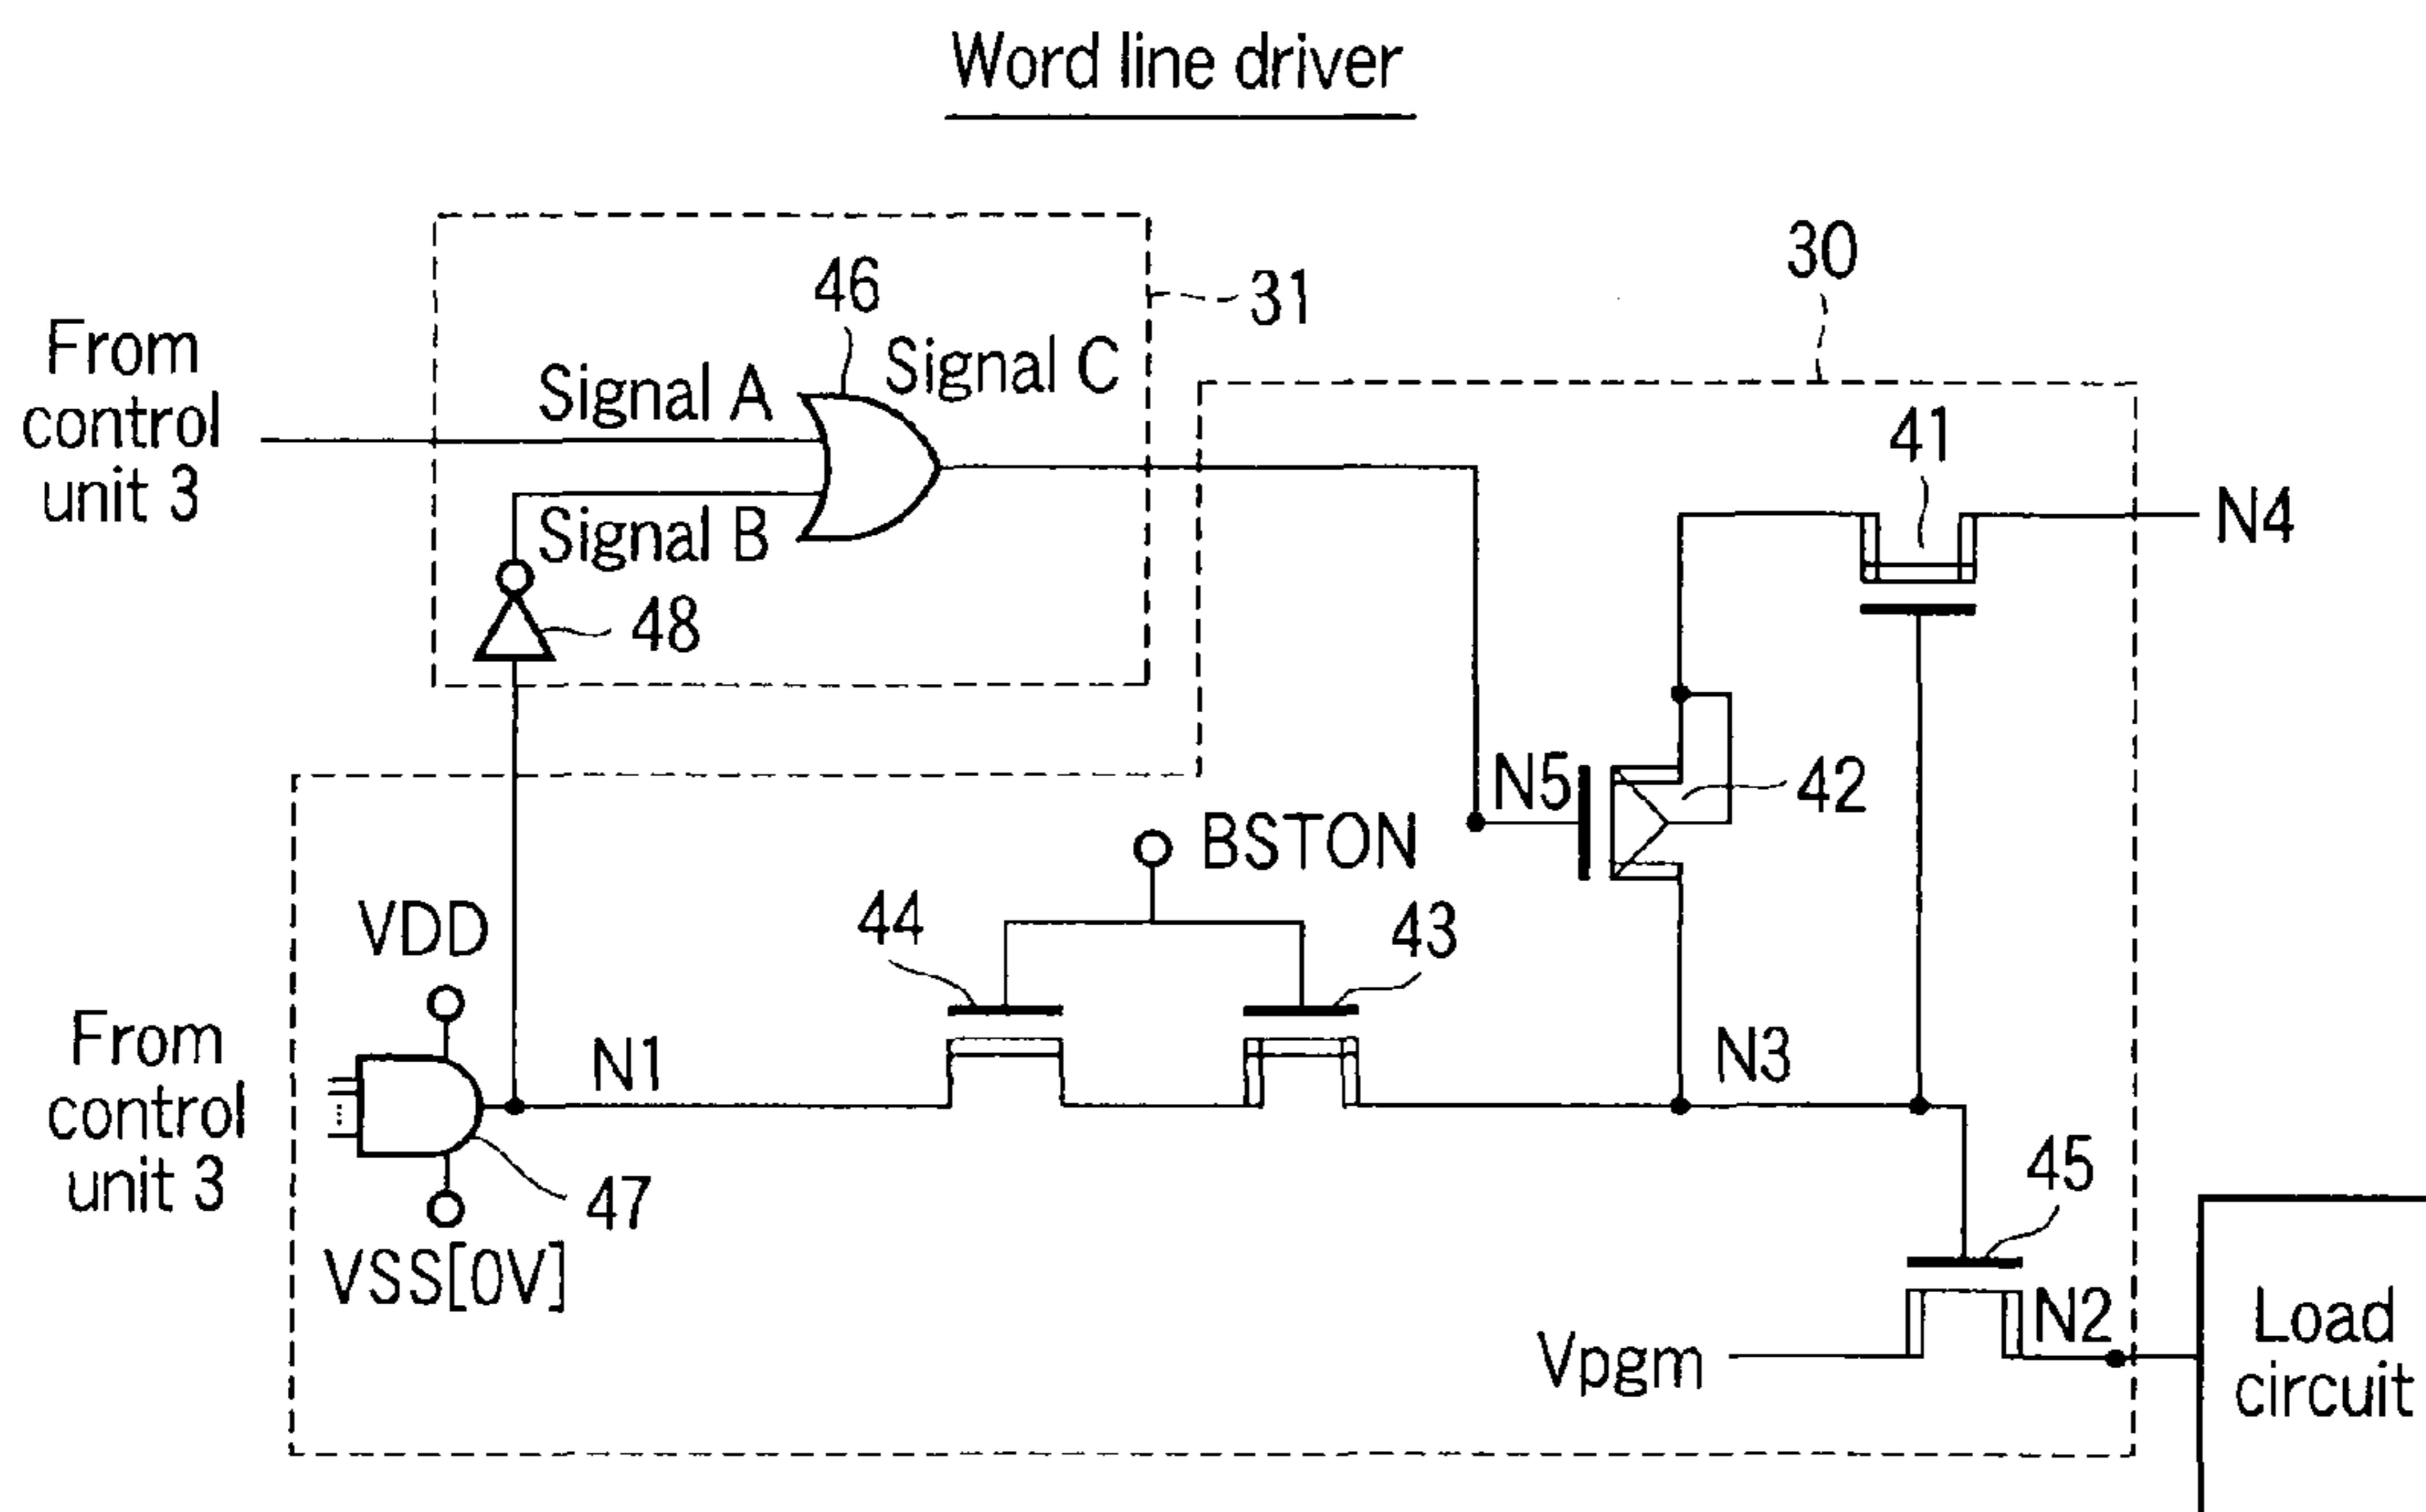 Word line driver
30
46
31
From
control
unit 3
Signal A
Signal C
41
N4
Signal B
48
N5
42
BSTON
VDD
44
43
From
control
unit 3
N1
N3
47
45
VSS[0V]
N2
Vpgm
Load
circuit